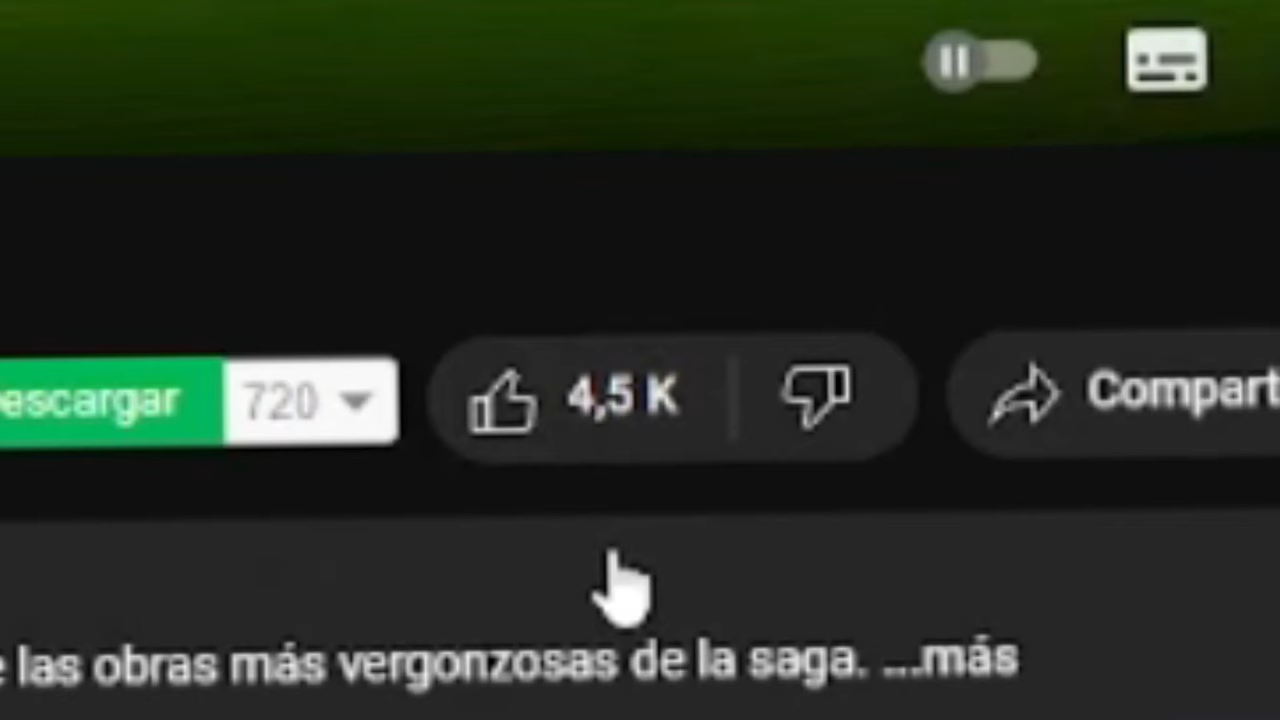 escargar 720 4,5 K Compart
las obras más vergonzosas de la saga. ...más